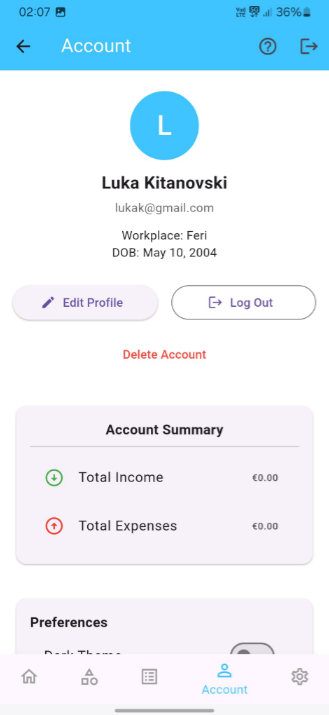 02:07 36%
Account
L
Luka Kitanovski
lukak@gmail.com
Workplace: Feri
DOB: May 10, 2004
Edit Profile Log Out
Delete Account
Account Summary
Total Income €0.00
Total Expenses €0.00
Preferences
Dark Theme
Account